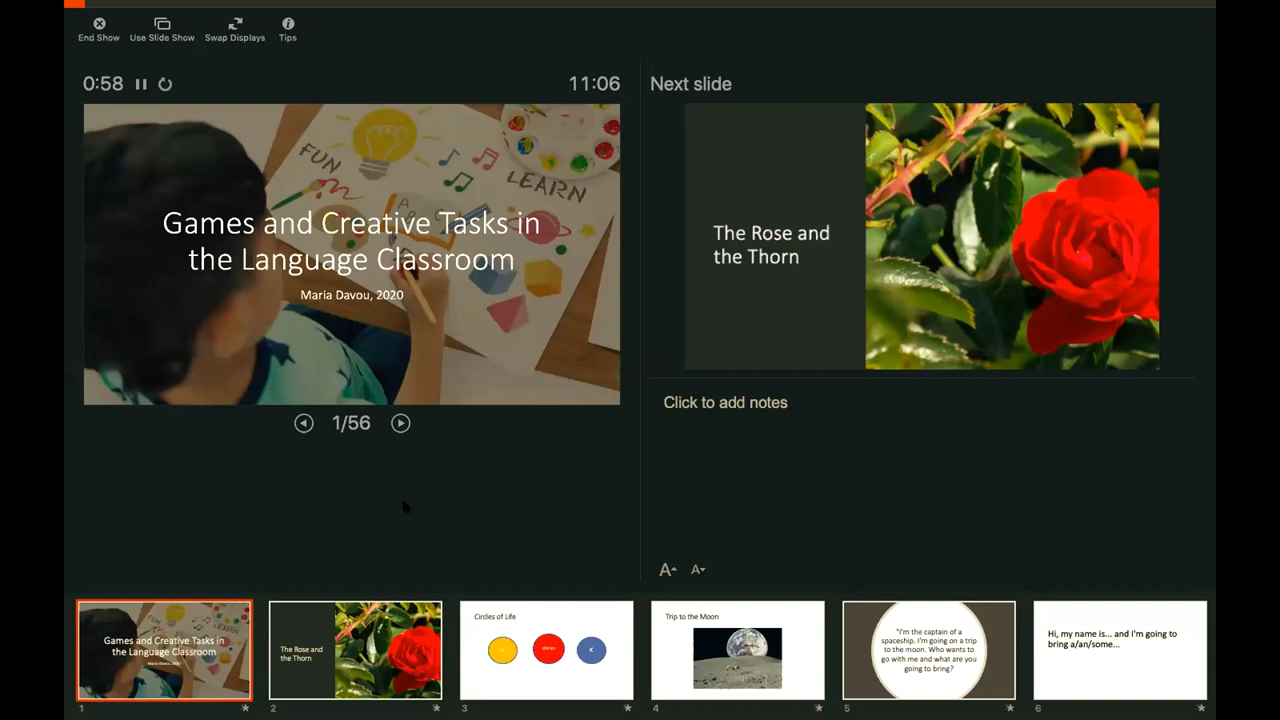 End Show
Use Slide Show
Swap Displays
Tips
0:58
11:06
Next slide
FUN
LEARN
A
B
Games and Creative Tasks in
the Language Classroom
Maria Davou, 2020
The Rose and
the Thorn
1/56
Click to add notes
A
A
Games and Creative Tasks in
the Language Classroom
Maria Davou, 2020
1
The Rose and
the Thorn
2
Circles of Life
stories
K
3
Trip to the Moon
4
"I'm the captain of a
spaceship. I'm going on a trip
to the moon. Who wants to
go with me and what are you
going to bring?
5
Hi, my name is... and I'm going to
bring a/an/some...
6